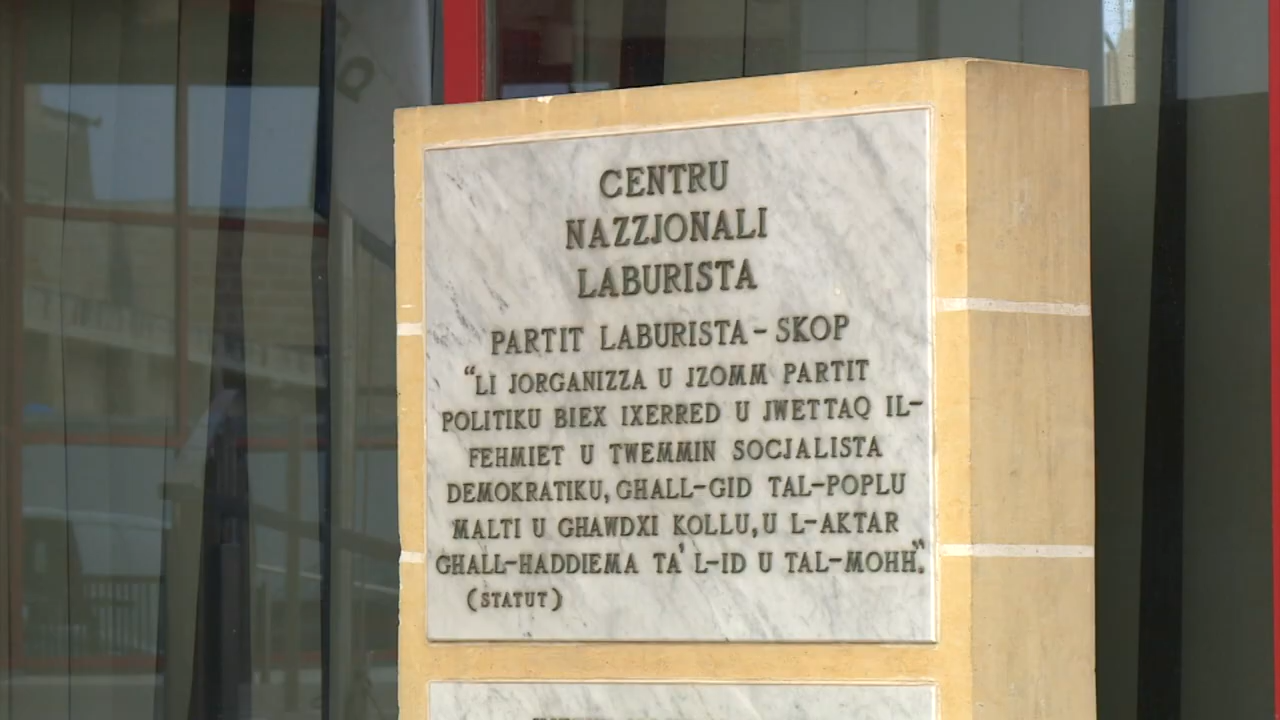 CENTRU
NAZZJONALI
LABURISTA
PARTIT LABURISTA - SKOP
“LI JORGANIZZA U JZOMM PARTIT
POLITIKU BIEX IXERRED U JWETTAQ IL-
FEHMIET U TWEMMIN SOCJALISTA
DEMOKRATIKU, GHALL-GID TAL-POPLU
MALTI U GHAWDXI KOLLU, U L-AKTAR
GHALL-HADDIEMA TA' L-ID U TAL-MOHH”.
(STATUT)